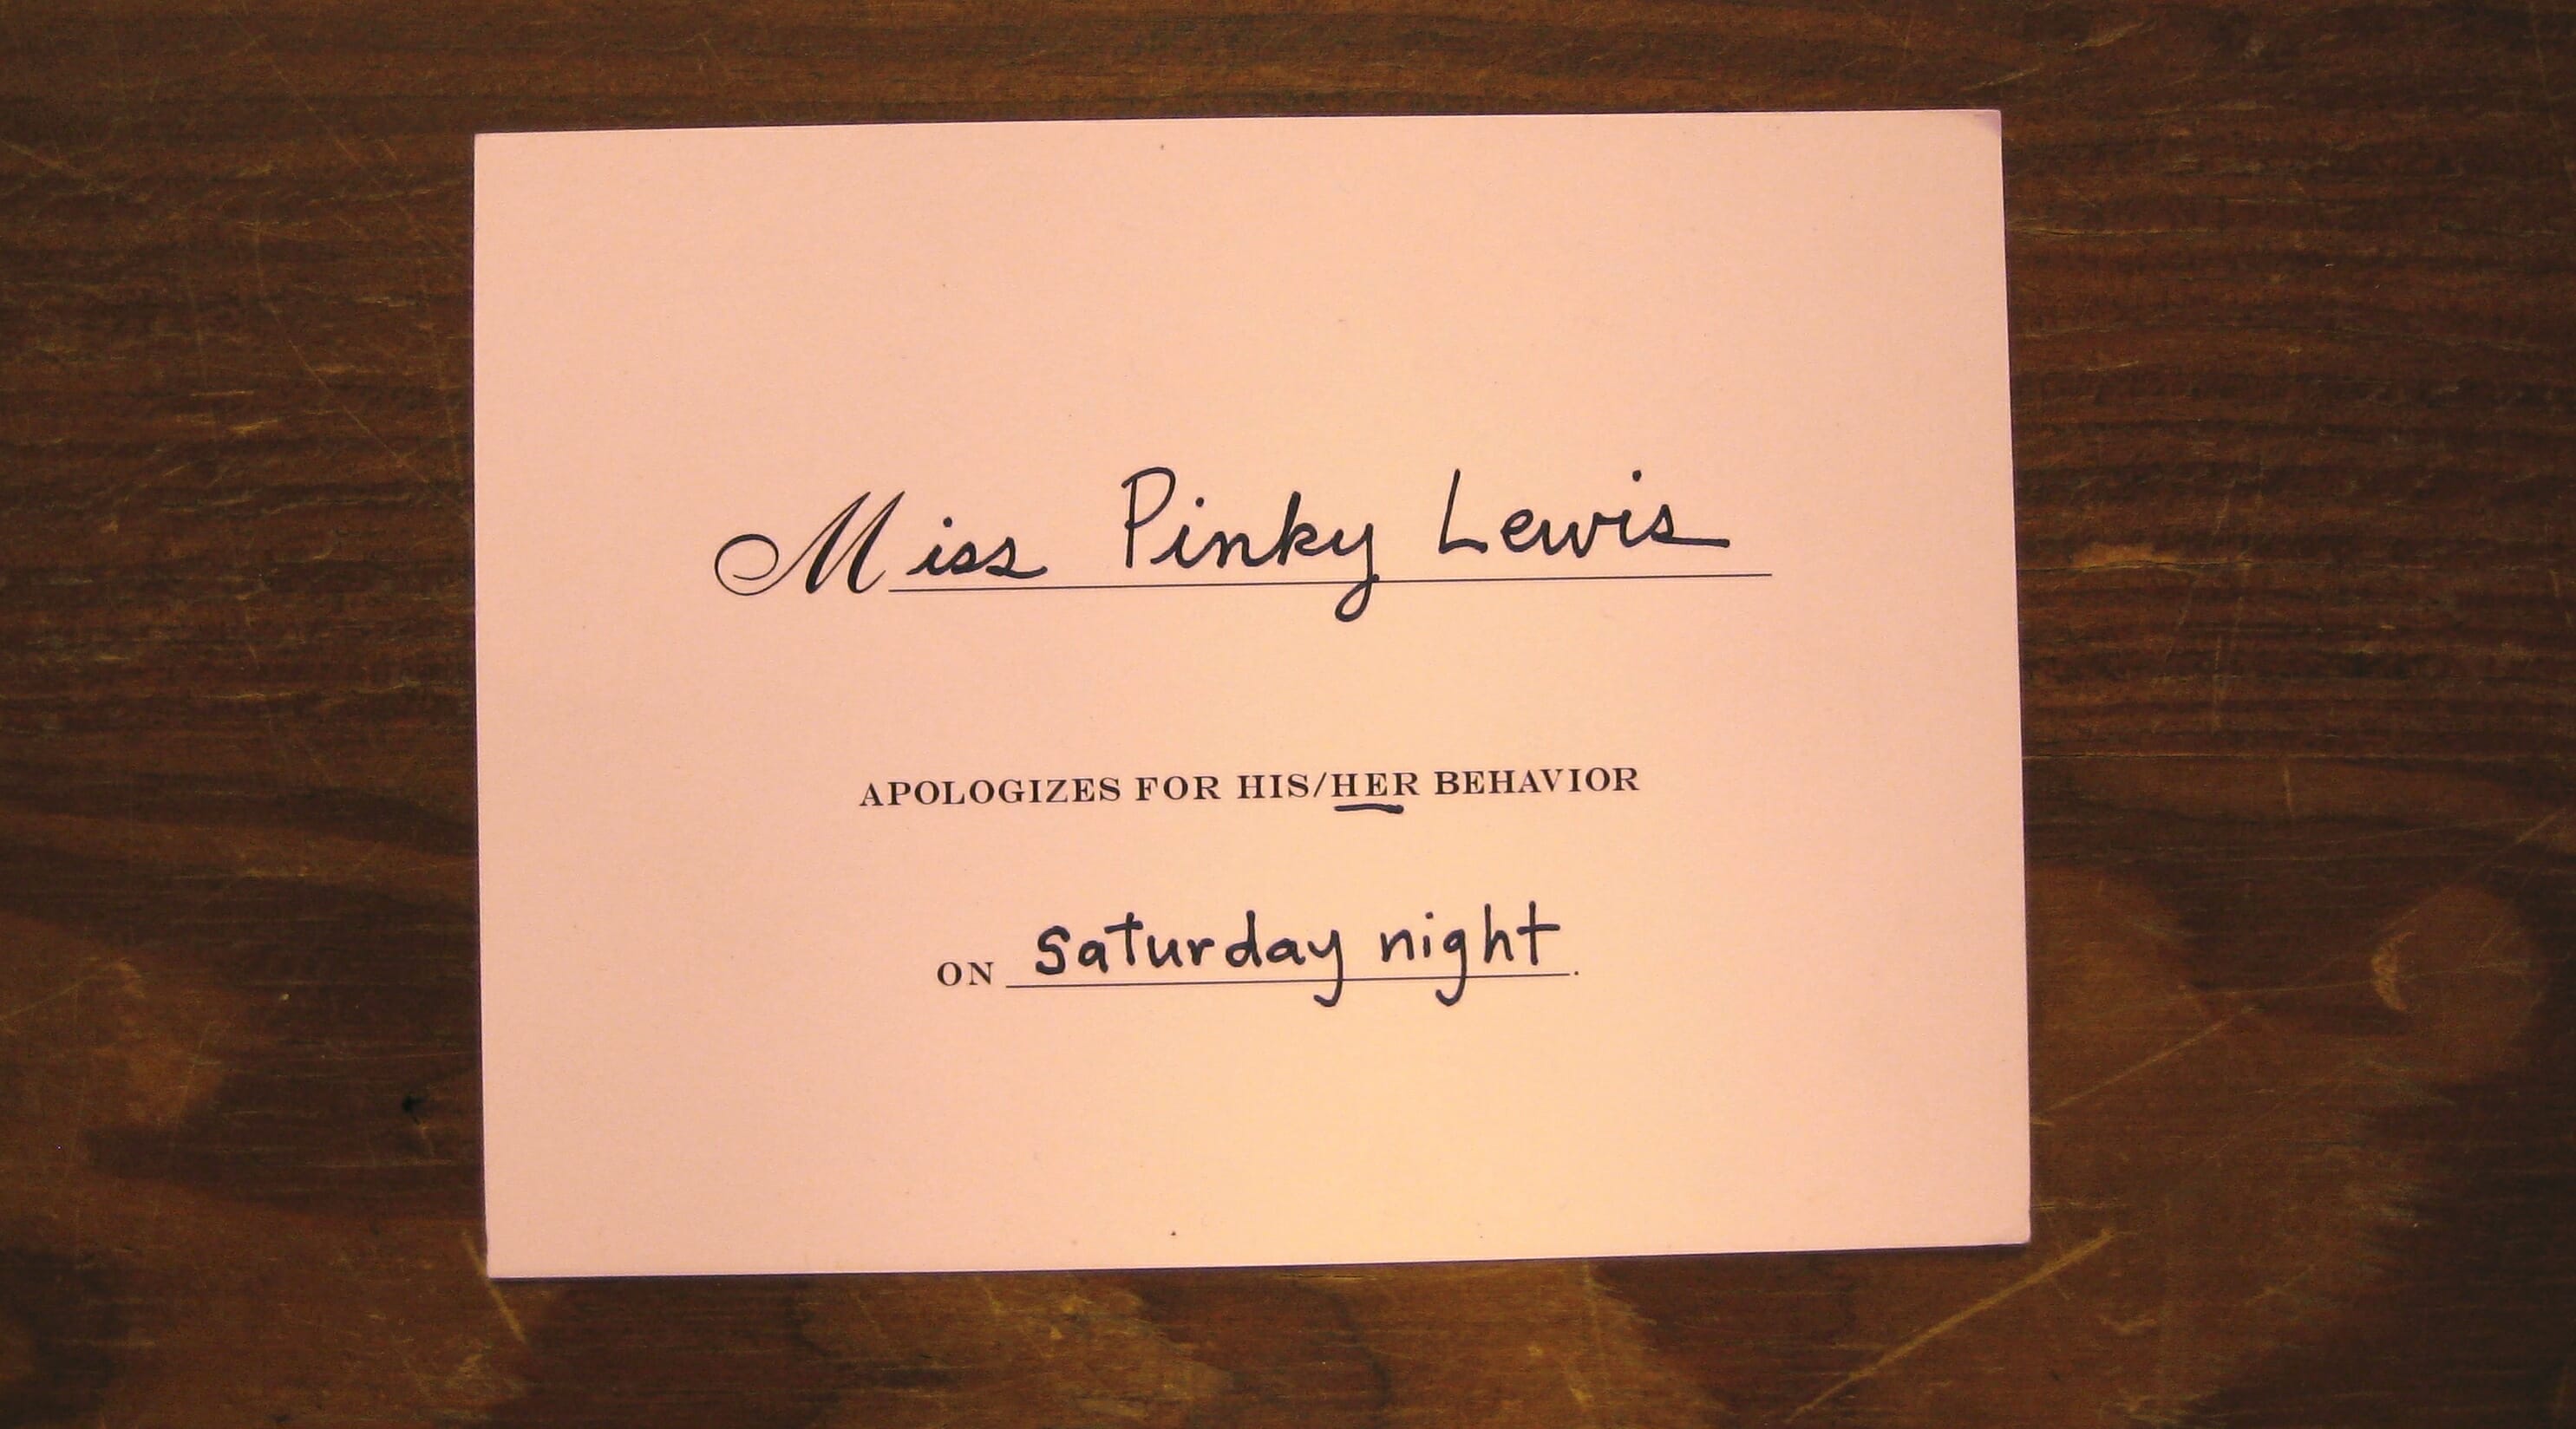 Miss Pinky Lewis
APOLOGIZES FOR HIS/HER BEHAVIOR
ON saturday night.